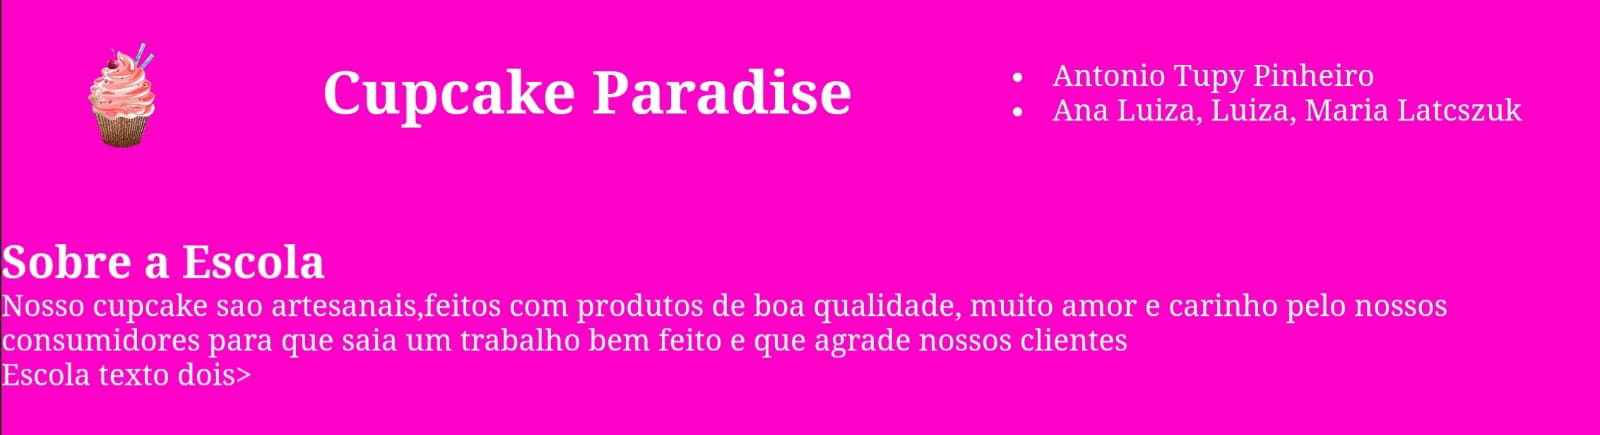 Cupcake Paradise
Antonio Tupy Pinheiro
Ana Luiza, Luiza, Maria Latcszuk
Sobre a Escola
Nosso cupcake sao artesanais,feitos com produtos de boa qualidade, muito amor e carinho pelo nossos
consumidores para que saia um trabalho bem feito e que agrade nossos clientes
Escola texto dois>